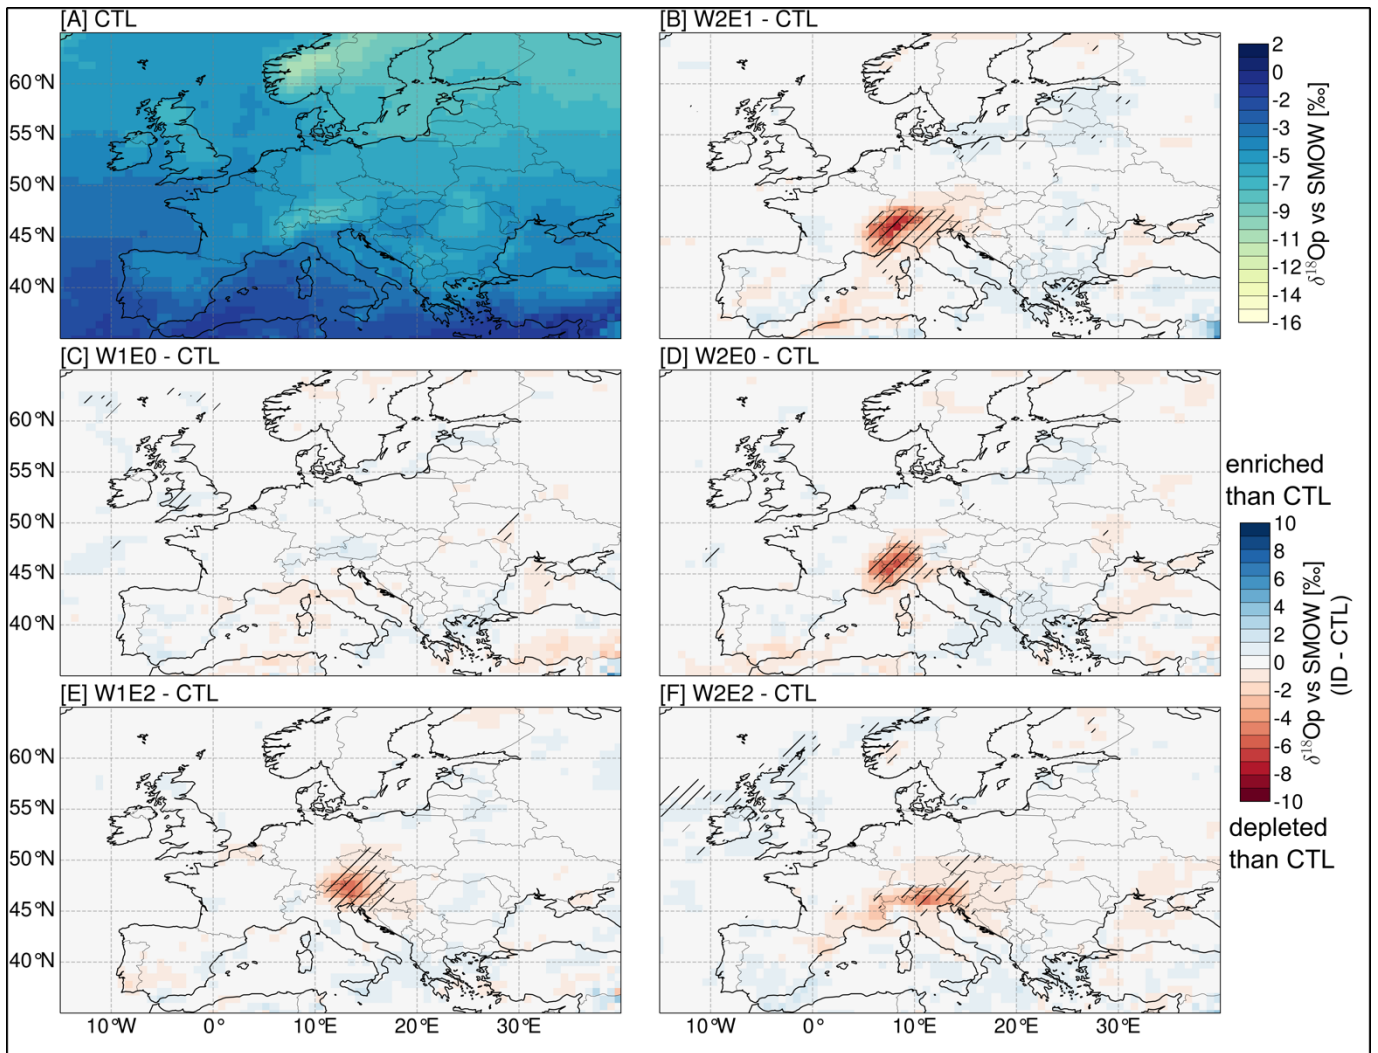 [A] CTL
[B] W2E1 - CTL
60°N
55°N
50°N
45°N
40°N
2
0
-2
-3
-5
-7
-9
-11
-12
-14
-16
δ18Op vs SMOW [‰]
[C] W1E0 - CTL
[D] W2E0 - CTL
60°N
55°N
50°N
45°N
40°N
enriched
than CTL
10
8
6
4
2
0
-2
-4
-6
-8
-10
δ18Op vs SMOW [‰]
(ID - CTL)
depleted
than CTL
[E] W1E2 - CTL
[F] W2E2 - CTL
60°N
55°N
50°N
45°N
40°N
10°W
0°
10°E
20°E
30°E
10°W
0°
10°E
20°E
30°E